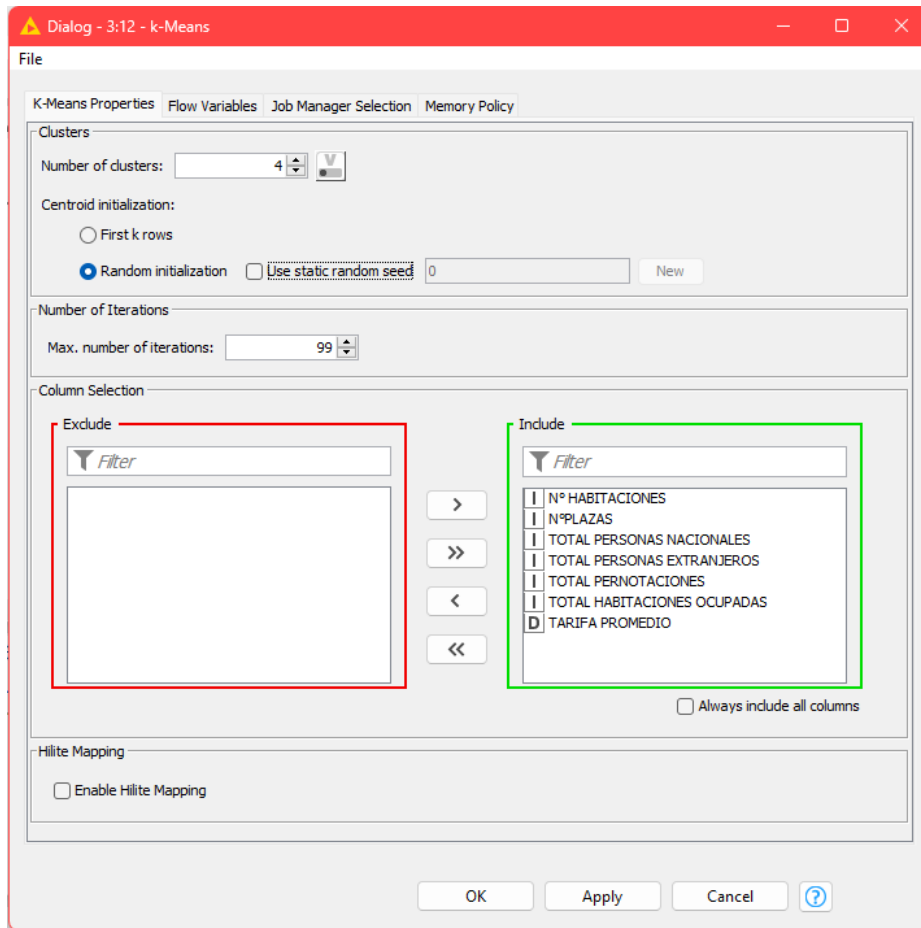 Dialog - 3:12 - k-Means
File
K-Means Properties Flow Variables Job Manager Selection Memory Policy
Clusters
Number of clusters: 4 V
Centroid initialization:
First k rows
Random initialization Use static random seed 0 New
Number of Iterations
Max. number of iterations: 99
Column Selection
Exclude Include
Filter Filter
> I Nº HABITACIONES
I NºPLAZAS
>> I TOTAL PERSONAS NACIONALES
I TOTAL PERSONAS EXTRANJEROS
I TOTAL PERNOTACIONES
< I TOTAL HABITACIONES OCUPADAS
D TARIFA PROMEDIO
<<
Always include all columns
Hilite Mapping
Enable Hilite Mapping
OK Apply Cancel ?